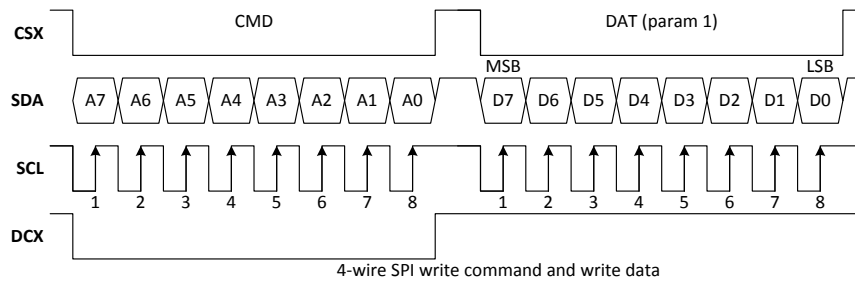 CMD DAT (param 1)
CSX
MSB LSB
SDA A7 A6 A5 A4 A3 A2 A1 A0 D7 D6 D5 D4 D3 D2 D1 D0
SCL
1 2 3 4 5 6 7 8 1 2 3 4 5 6 7 8
DCX
4-wire SPI write command and write data